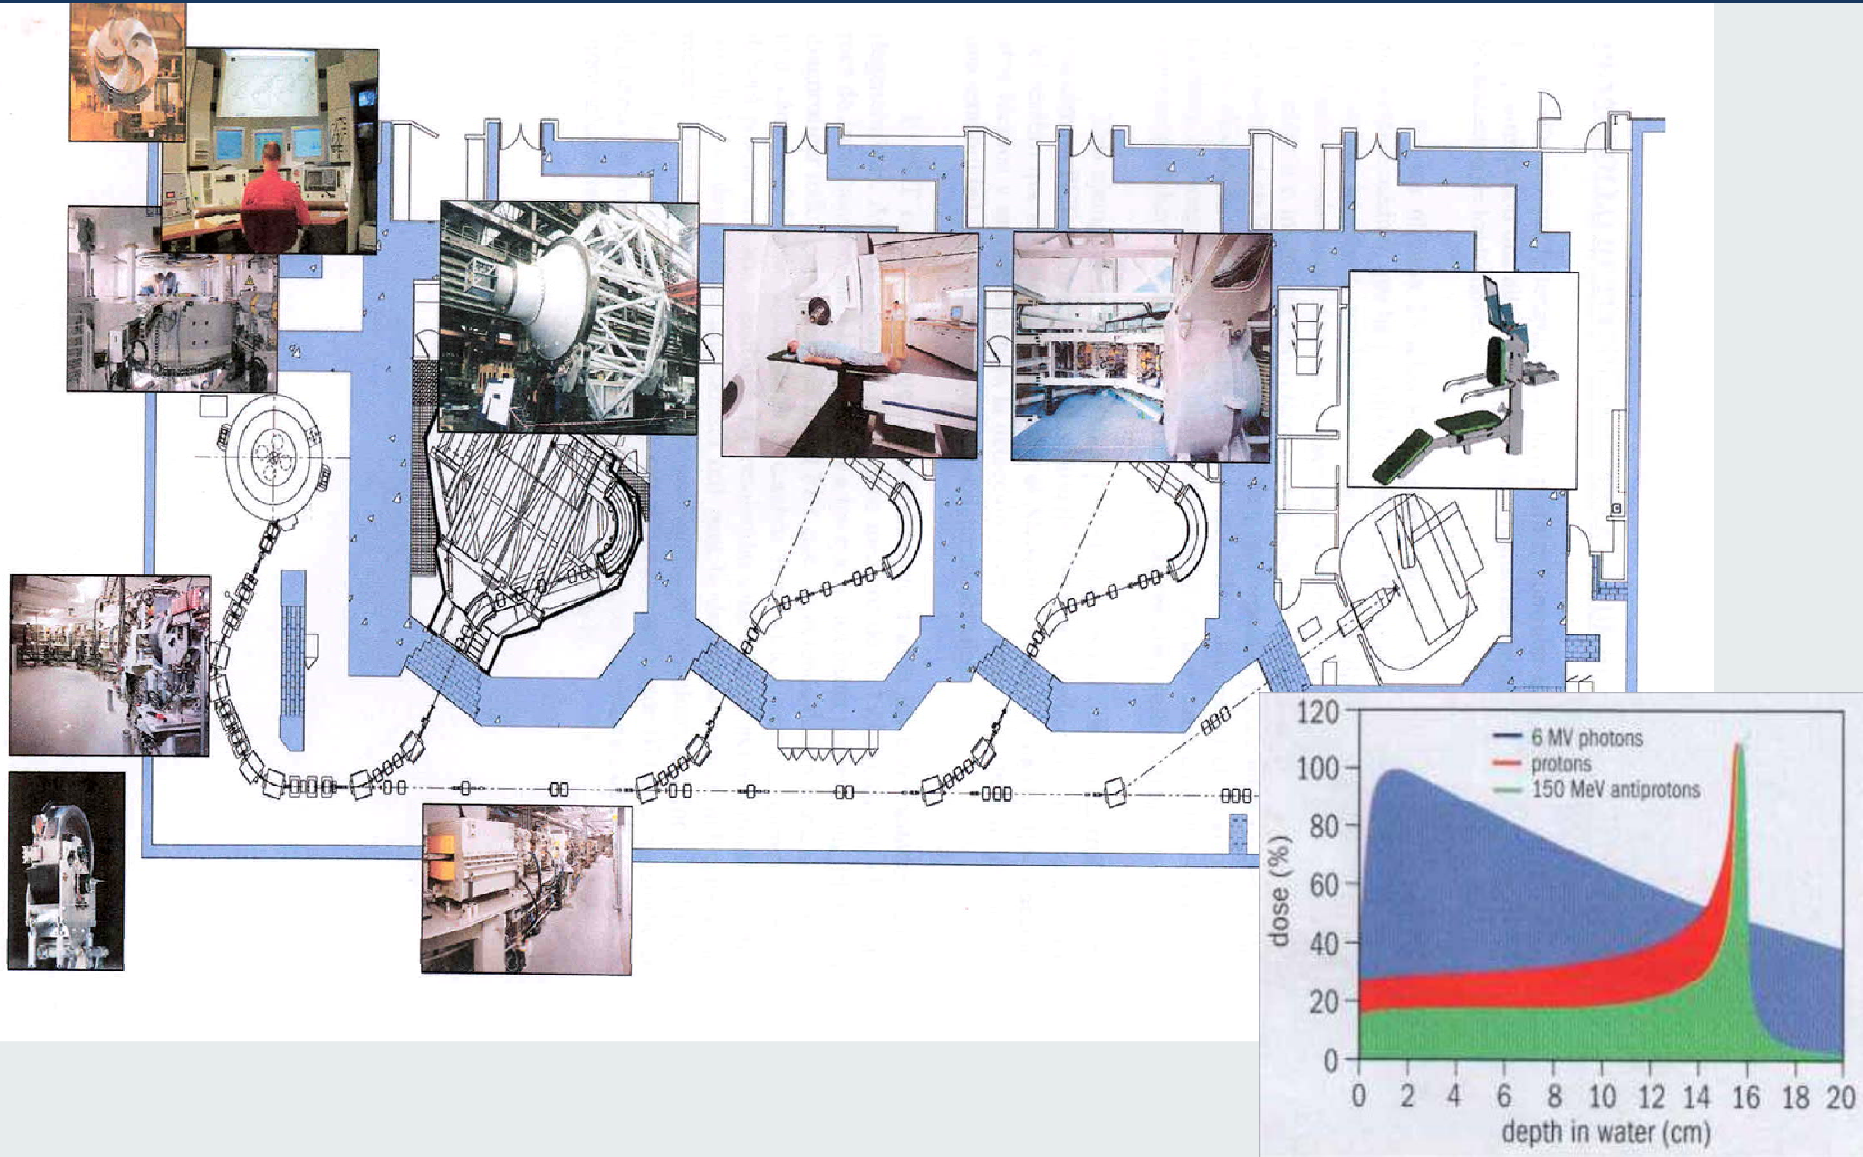 120
100
80
60
40
20
0
dose (%)
6 MV photons
protons
150 MeV antiprotons
0 2 4 6 8 10 12 14 16 18 20
depth in water (cm)